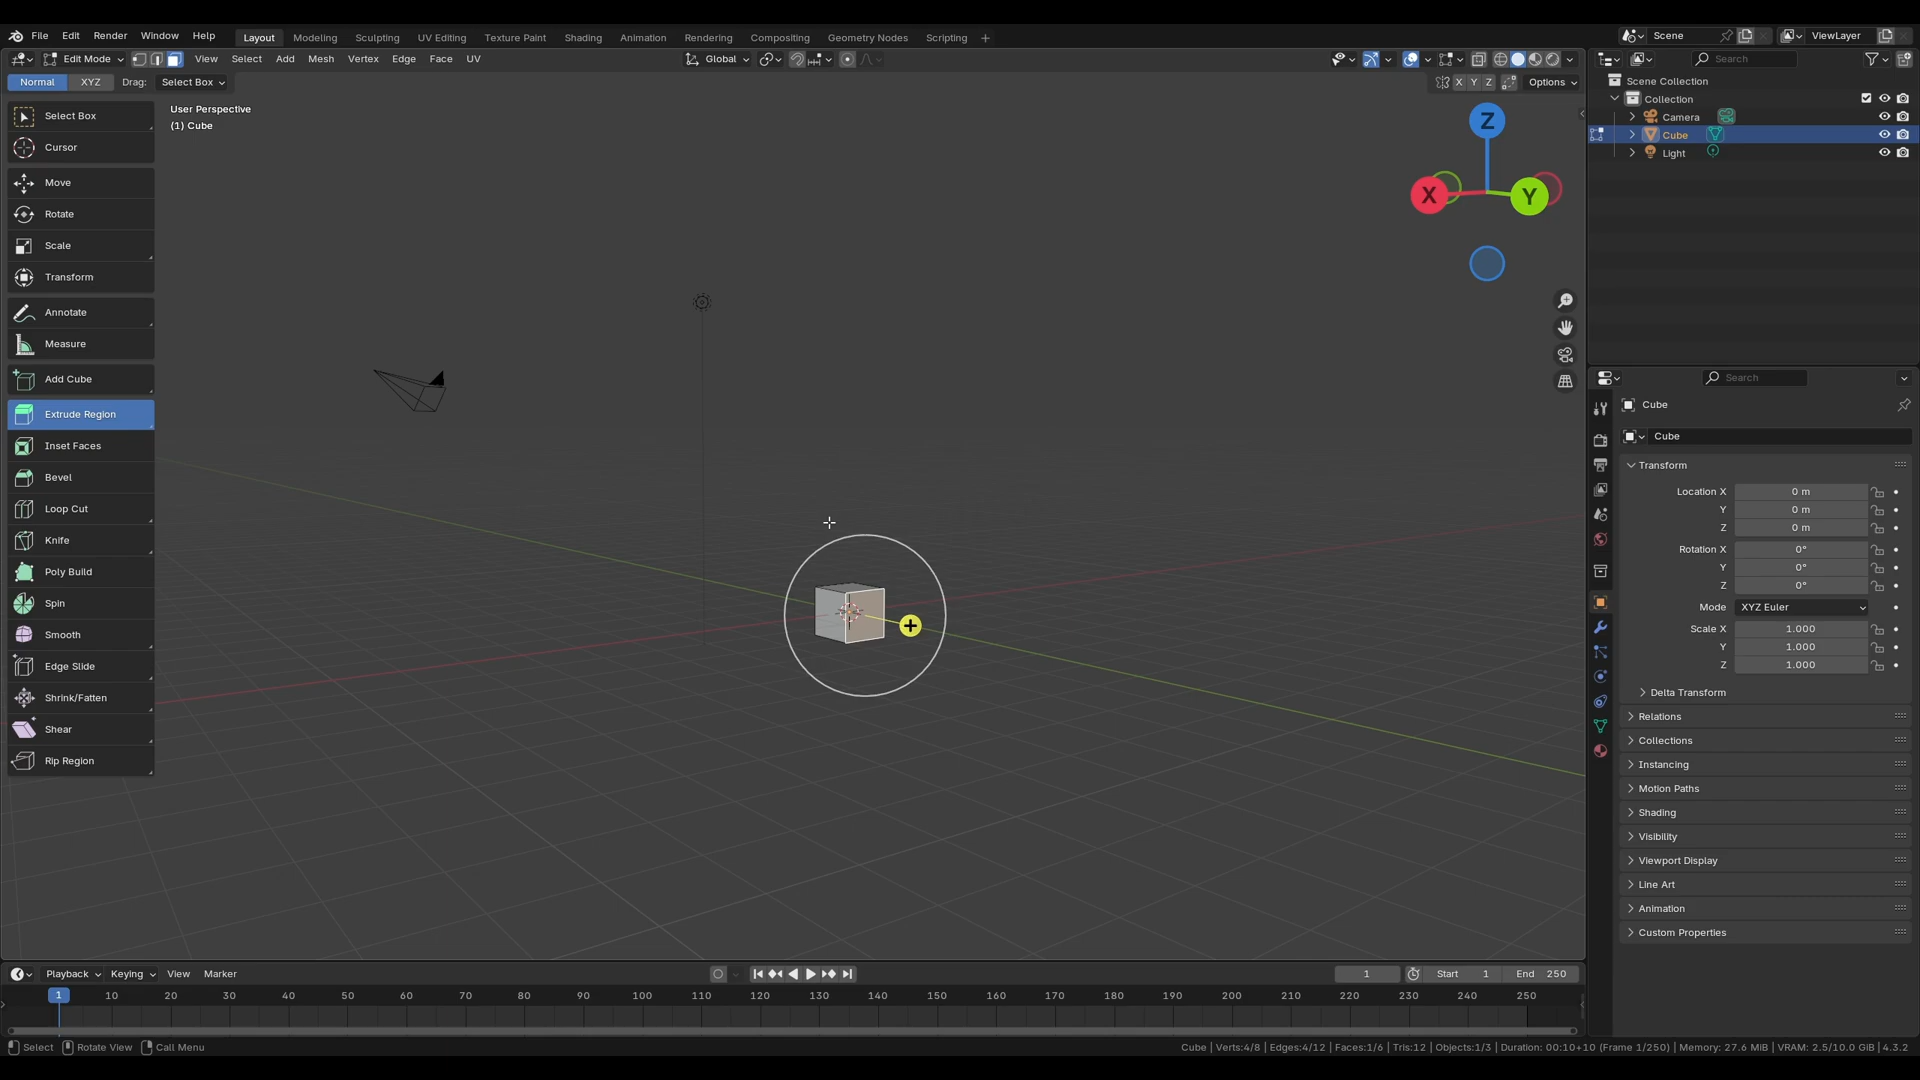 File Edit Render Window Help Layout Modeling Sculpting UV Editing Texture Paint Shading Animation Rendering Compositing Geometry Nodes Scripting + Scene ViewLayer
Edit Mode View Select Add Mesh Vertex Edge Face UV Global Search
Normal XYZ Drag: Select Box X Y Z Options
Scene Collection
Collection
Camera
Cube
Light
User Perspective
(1) Cube
Z
X
Y
Select Box
Cursor
Move
Rotate
Scale
Transform
Annotate
Measure
Add Cube
Extrude Region
Inset Faces
Bevel
Loop Cut
Knife
Poly Build
Spin
Smooth
Edge Slide
Shrink/Fatten
Shear
Rip Region
Search
Cube
Cube
Transform
Location X 0 m
Y 0 m
Z 0 m
Rotation X 0°
Y 0°
Z 0°
Mode XYZ Euler
Scale X 1.000
Y 1.000
Z 1.000
Delta Transform
Relations
Collections
Instancing
Motion Paths
Shading
Visibility
Viewport Display
Line Art
Animation
Custom Properties
Playback Keying View Marker 1 Start 1 End 250
1 10 20 30 40 50 60 70 80 90 100 110 120 130 140 150 160 170 180 190 200 210 220 230 240 250
Select Rotate View Call Menu Cube | Verts:4/8 | Edges:4/12 | Faces:1/6 | Tris:12 | Objects:1/3 | Duration: 00:10+10 (Frame 1/250) | Memory: 27.6 MiB | VRAM: 2.5/10.0 GiB | 4.3.2